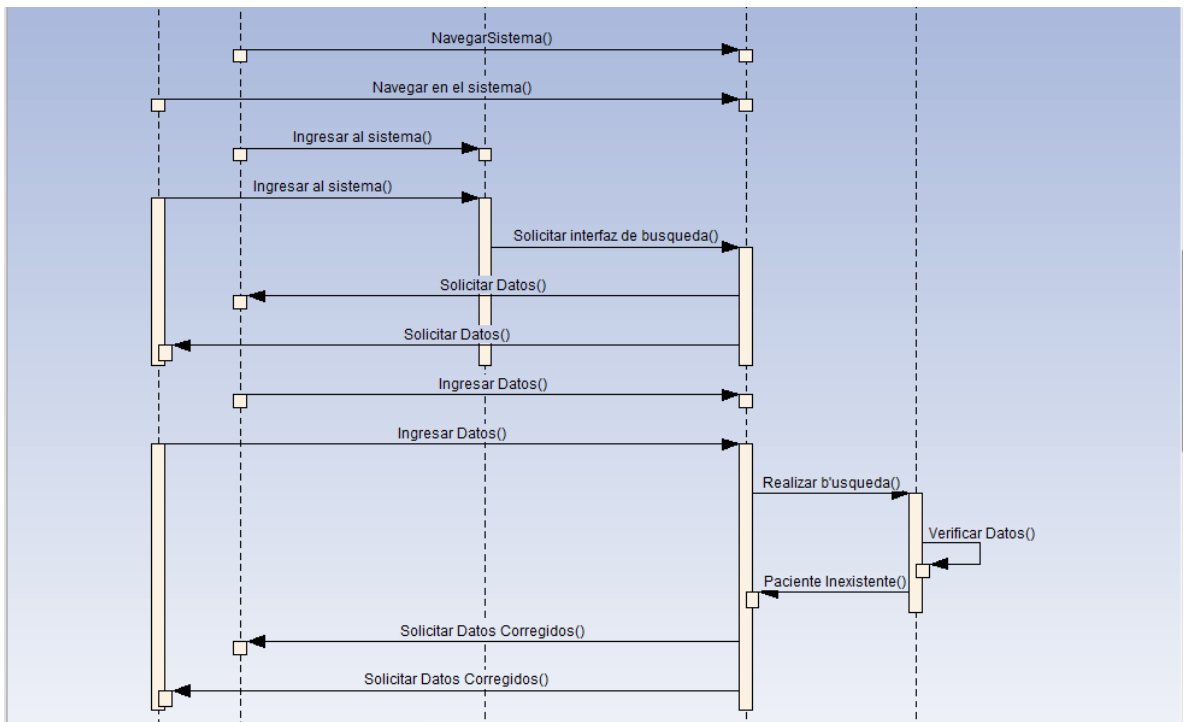 NavegarSistema()
Navegar en el sistema()
Ingresar al sistema()
Ingresar al sistema()
Solicitar interfaz de busqueda()
Solicitar Datos()
Solicitar Datos()
Ingresar Datos()
Ingresar Datos()
Realizar b'usqueda()
Verificar Datos()
Paciente Inexistente()
Solicitar Datos Corregidos()
Solicitar Datos Corregidos()